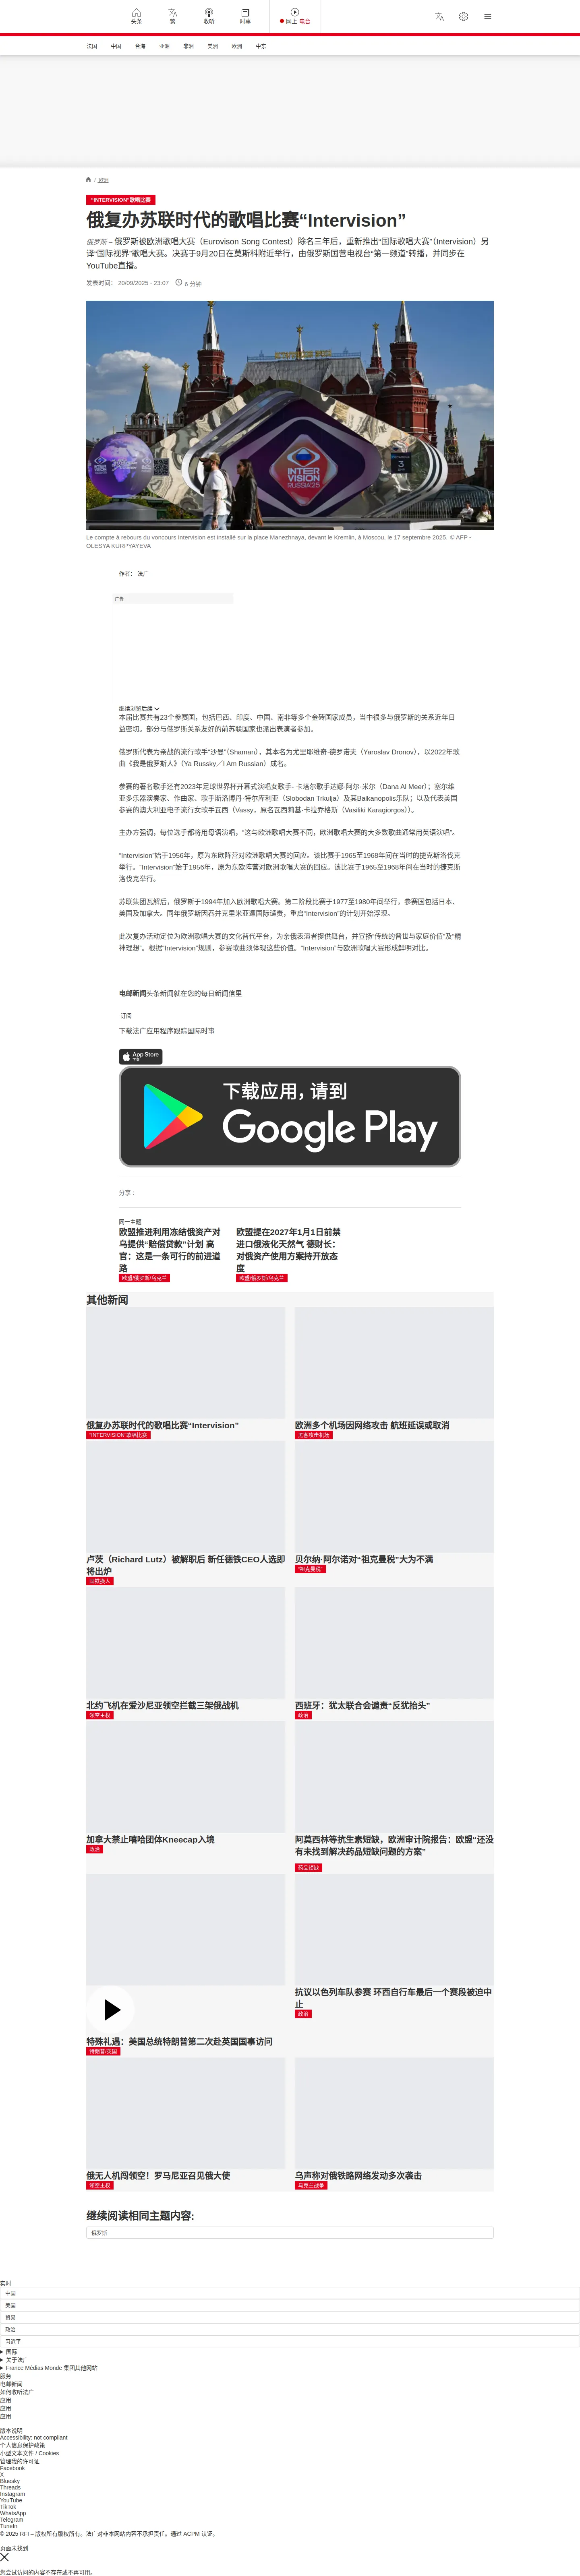 头条
繁
收听
时事
网上 电台
法国
中国
台海
亚洲
非洲
美洲
欧洲
中东
/ 欧洲
“INTERVISION”歌唱比赛
俄复办苏联时代的歌唱比赛“Intervision”
俄罗斯 – 俄罗斯被欧洲歌唱大赛（Eurovison Song Contest）除名三年后，重新推出“国际歌唱大赛”（Intervision）另
译“国际视界”歌唱大赛。决赛于9月20日在莫斯科附近举行，由俄罗斯国营电视台“第一频道”转播，并同步在
YouTube直播。
发表时间： 20/09/2025 - 23:07
6 分钟
INTER
VISION
RUSSIA'25
3
Le compte à rebours du voncours Intervision est installé sur la place Manezhnaya, devant le Kremlin, à Moscou, le 17 septembre 2025. © AFP -
OLESYA KURPYAYEVA
作者： 法广
广告
继续浏览后续
本届比赛共有23个参赛国，包括巴西、印度、中国、南非等多个金砖国家成员，当中很多与俄罗斯的关系近年日
益密切。部分与俄罗斯关系友好的前苏联国家也派出表演者参加。
俄罗斯代表为亲战的流行歌手“沙曼”（Shaman），其本名为尤里耶维奇·德罗诺夫（Yaroslav Dronov），以2022年歌
曲《我是俄罗斯人》（Ya Russky／I Am Russian）成名。
参赛的著名歌手还有2023年足球世界杯开幕式演唱女歌手- 卡塔尔歌手达娜·阿尔·米尔（Dana Al Meer）；塞尔维
亚多乐器演奏家、作曲家、歌手斯洛博丹·特尔库利亚（Slobodan Trkulja）及其Balkanopolis乐队；以及代表美国
参赛的澳大利亚电子流行女歌手瓦西（Vassy，原名瓦西莉基·卡拉乔格斯（Vasiliki Karagiorgos））。
主办方强调，每位选手都将用母语演唱，“这与欧洲歌唱大赛不同，欧洲歌唱大赛的大多数歌曲通常用英语演唱”。
“Intervision”始于1956年，原为东欧阵营对欧洲歌唱大赛的回应。该比赛于1965至1968年间在当时的捷克斯洛伐克
举行。“Intervision”始于1956年，原为东欧阵营对欧洲歌唱大赛的回应。该比赛于1965至1968年间在当时的捷克斯
洛伐克举行。
苏联集团瓦解后，俄罗斯于1994年加入欧洲歌唱大赛。第二阶段比赛于1977至1980年间举行，参赛国包括日本、
美国及加拿大。同年俄罗斯因吞并克里米亚遭国际谴责，重启“Intervision”的计划开始浮现。
此次复办活动定位为欧洲歌唱大赛的文化替代平台，为亲俄表演者提供舞台，并宣扬“传统的普世与家庭价值”及“精
神理想”。根据“Intervision”规则，参赛歌曲须体现这些价值。“Intervision”与欧洲歌唱大赛形成鲜明对比。
电邮新闻头条新闻就在您的每日新闻信里
订阅
下载法广应用程序跟踪国际时事
App Store
下载
下载应用，请到
Google Play
分享 :
同一主题
欧盟推进利用冻结俄资产对
乌提供“赔偿贷款”计划 高
官：这是一条可行的前进道
路
欧盟/俄罗斯/乌克兰
欧盟提在2027年1月1日前禁
进口俄液化天然气 德财长：
对俄资产使用方案持开放态
度
欧盟/俄罗斯/乌克兰
其他新闻
俄复办苏联时代的歌唱比赛“Intervision”
“INTERVISION”歌唱比赛
欧洲多个机场因网络攻击 航班延误或取消
黑客攻击机场
卢茨（Richard Lutz）被解职后 新任德铁CEO人选即
将出炉
国铁换人
贝尔纳·阿尔诺对“祖克曼税”大为不满
“祖克曼税”
北约飞机在爱沙尼亚领空拦截三架俄战机
领空主权
西班牙：犹太联合会谴责“反犹抬头”
政治
加拿大禁止嘻哈团体Kneecap入境
政治
阿莫西林等抗生素短缺，欧洲审计院报告：欧盟“还没
有未找到解决药品短缺问题的方案”
药品短缺
特殊礼遇：美国总统特朗普第二次赴英国国事访问
特朗普/英国
抗议以色列车队参赛 环西自行车最后一个赛段被迫中
止
政治
俄无人机闯领空！罗马尼亚召见俄大使
领空主权
乌声称对俄铁路网络发动多次袭击
乌克兰战争
继续阅读相同主题内容:
俄罗斯
实时
中国
美国
贸易
政治
习近平
国际
关于法广
France Médias Monde 集团其他网站
服务
电邮新闻
如何收听法广
应用
应用
应用
版本说明
Accessibility: not compliant
个人信息保护政策
小型文本文件 / Cookies
管理我的许可证
Facebook
X
Bluesky
Threads
Instagram
YouTube
TikTok
WhatsApp
Telegram
TuneIn
© 2025 RFI – 版权所有版权所有。法广对非本网站内容不承担责任。通过 ACPM 认证。
页面未找到
您尝试访问的内容不存在或不再可用。